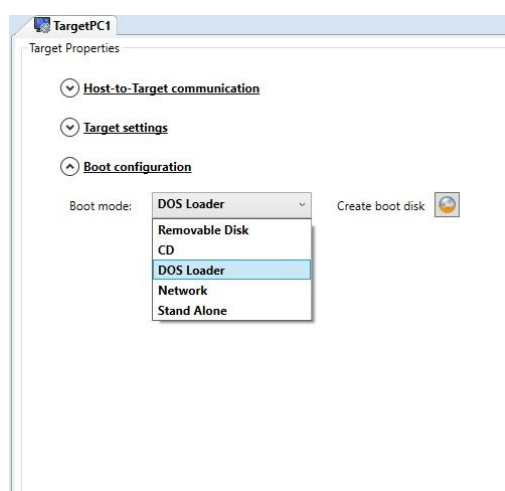 TargetPC1
Target Properties
Host-to-Target communication
Target settings
Boot configuration
Boot mode: DOS Loader Create boot disk
Removable Disk
CD
DOS Loader
Network
Stand Alone